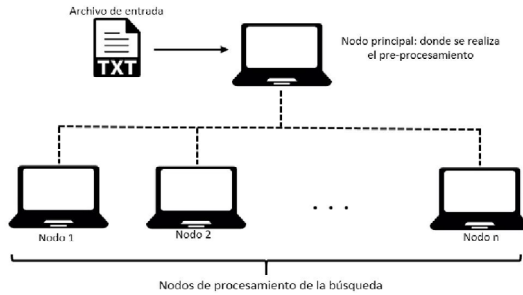 Archivo de entrada
TXT
Nodo principal: donde se realiza
el pre-procesamiento
Nodo 1
Nodo 2
. . .
Nodo n
Nodos de procesamiento de la búsqueda